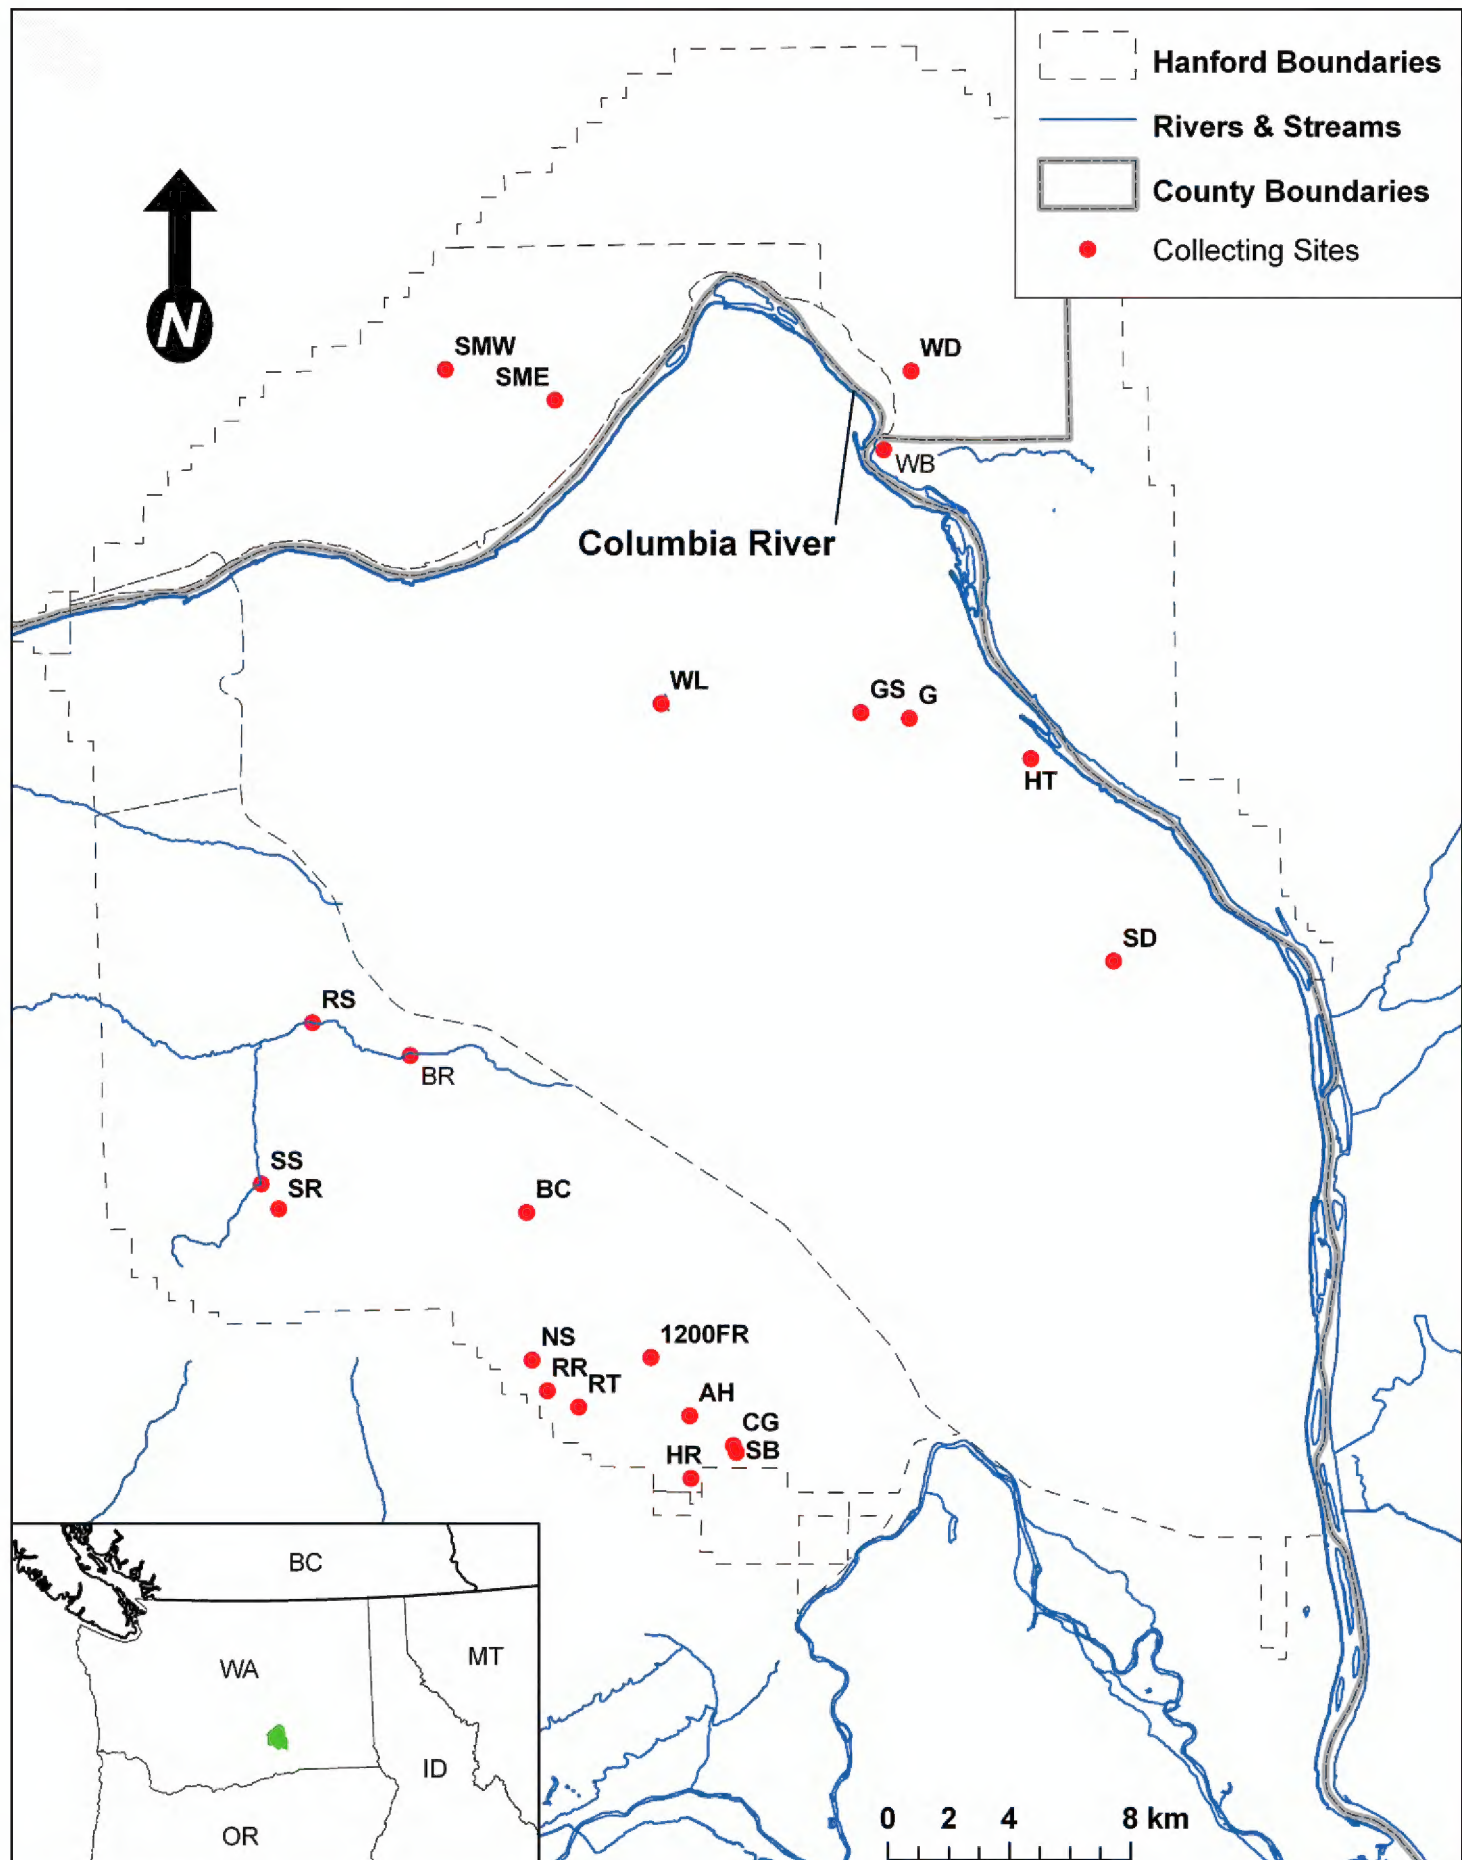 Hanford Boundaries
Rivers & Streams
County Boundaries
Collecting Sites
N
SMW
SME
WD
WB
Columbia River
WL
GS
G
HT
SD
RS
BR
SS
SR
BC
NS
1200FR
RR
RT
AH
CG
SB
HR
BC
WA
MT
ID
OR
0 2 4 8 km